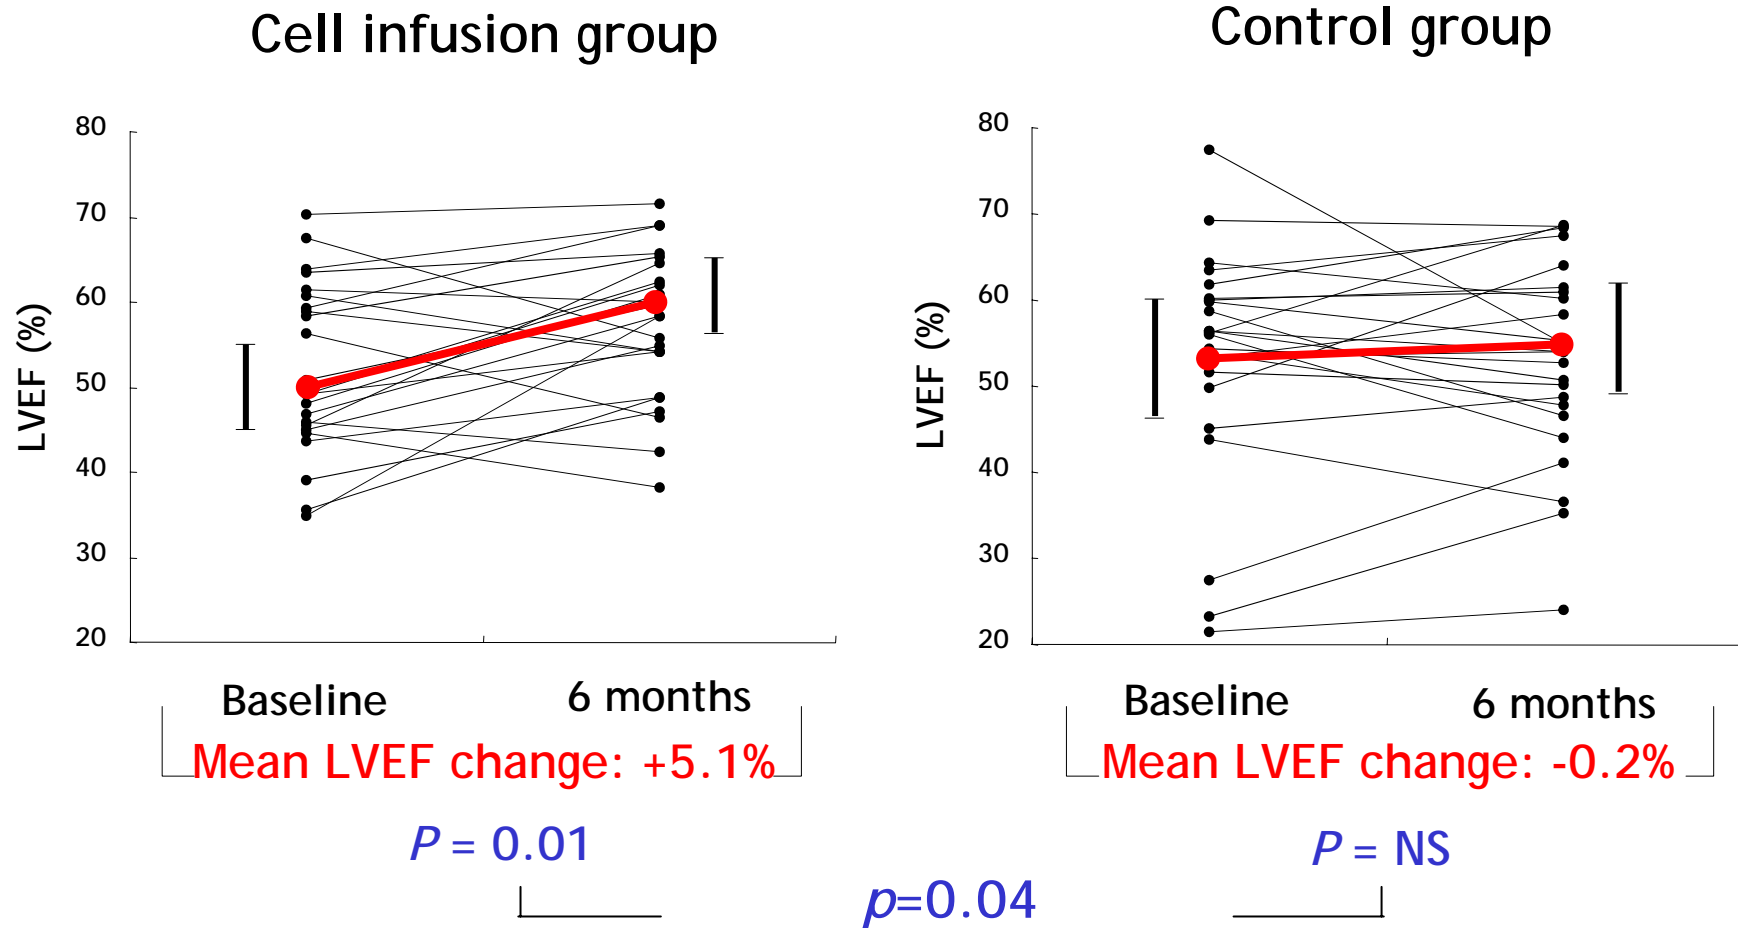 Cell infusion group
Control group
LVEF (%)
80
70
60
50
40
30
20
Baseline
6 months
Mean LVEF change: +5.1%
P = 0.01
LVEF (%)
80
70
60
50
40
30
20
Baseline
6 months
Mean LVEF change: -0.2%
P = NS
p=0.04